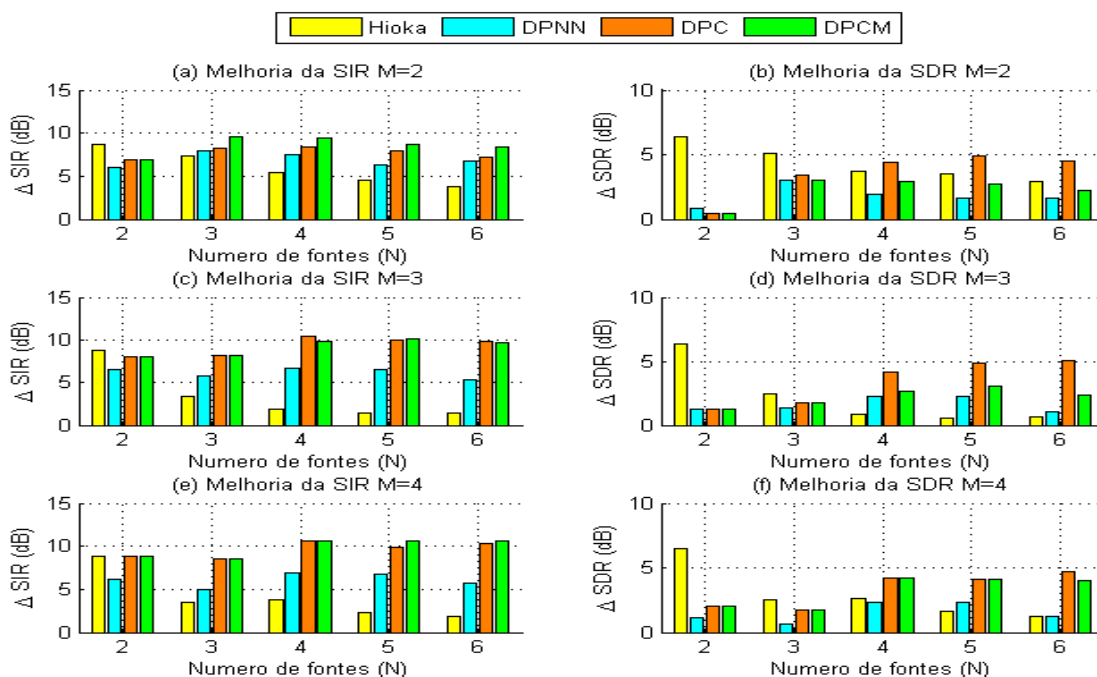 Hioka DPNN DPC DPCM
(a) Melhoria da SIR M=2
15
10
5
0
Δ SIR (dB)
2 3 4 5 6
Numero de fontes (N)
(b) Melhoria da SDR M=2
10
5
0
Δ SDR (dB)
2 3 4 5 6
Numero de fontes (N)
(c) Melhoria da SIR M=3
15
10
5
0
Δ SIR (dB)
2 3 4 5 6
Numero de fontes (N)
(d) Melhoria da SDR M=3
10
5
0
Δ SDR (dB)
2 3 4 5 6
Numero de fontes (N)
(e) Melhoria da SIR M=4
15
10
5
0
Δ SIR (dB)
2 3 4 5 6
Numero de fontes (N)
(f) Melhoria da SDR M=4
10
5
0
Δ SDR (dB)
2 3 4 5 6
Numero de fontes (N)